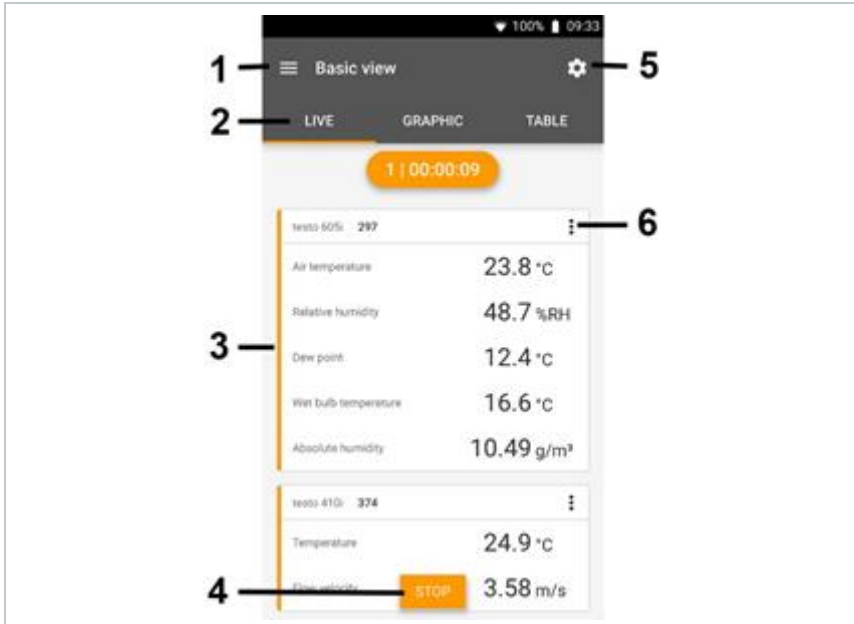 100% 09:33
1 Basic view 5
2 LIVE GRAPHIC TABLE
1 | 00:00:09
testo 605i 297 6
Air temperature 23.8 °C
Relative humidity 48.7 %RH
3 Dew point 12.4 °C
Wet bulb temperature 16.6 °C
Absolute humidity 10.49 g/m³
testo 410i 374
Temperature 24.9 °C
4 Flow velocity STOP 3.58 m/s